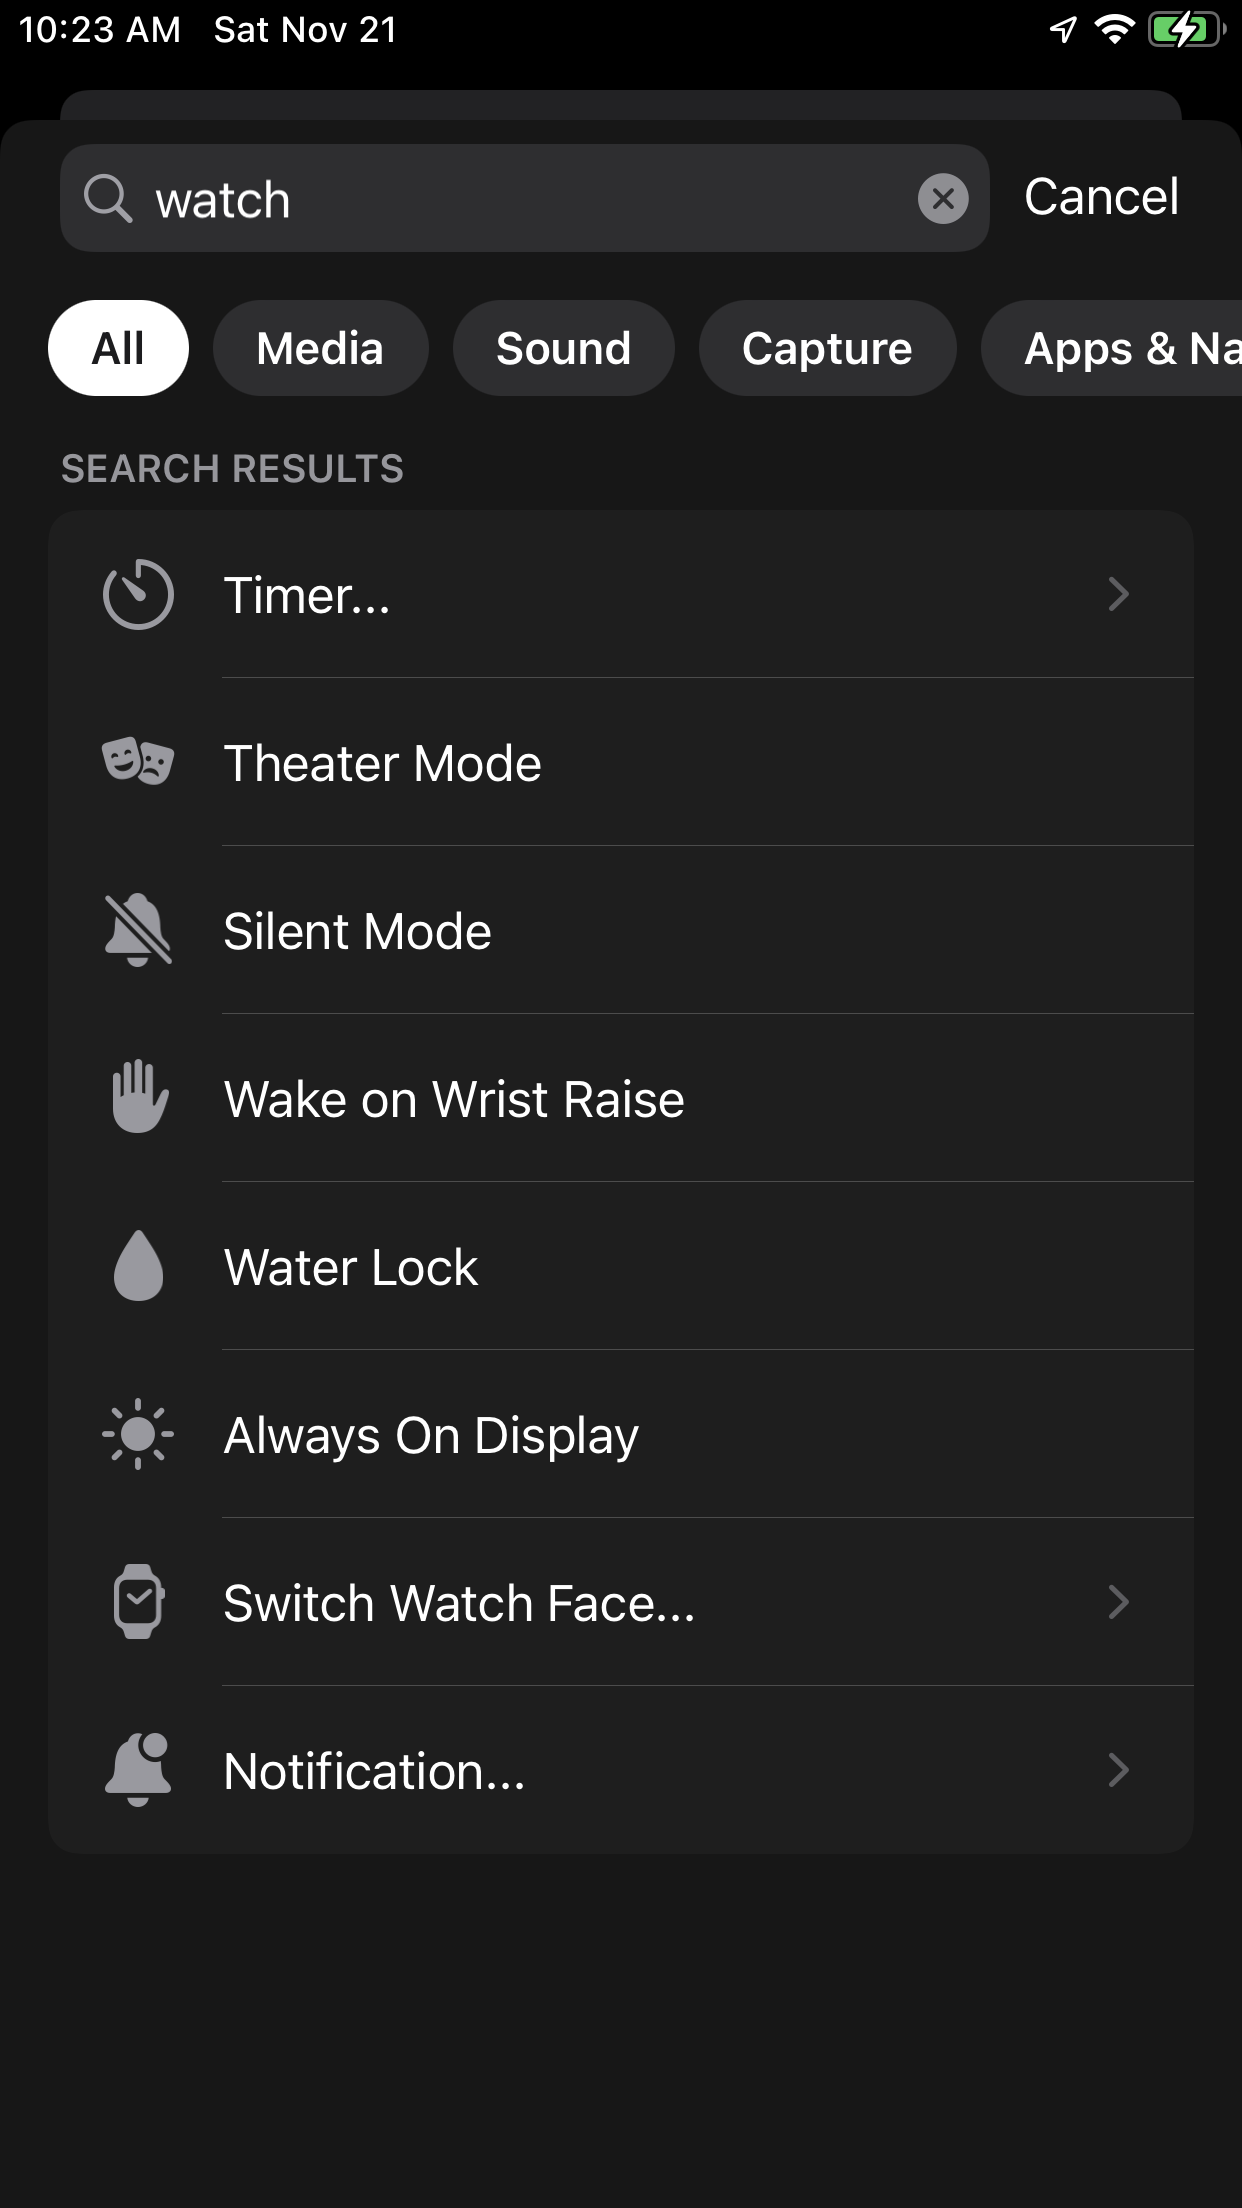 10:23 AM Sat Nov 21
watch
Cancel
All Media Sound Capture Apps & Na
SEARCH RESULTS
Timer...
Theater Mode
Silent Mode
Wake on Wrist Raise
Water Lock
Always On Display
Switch Watch Face...
Notification...